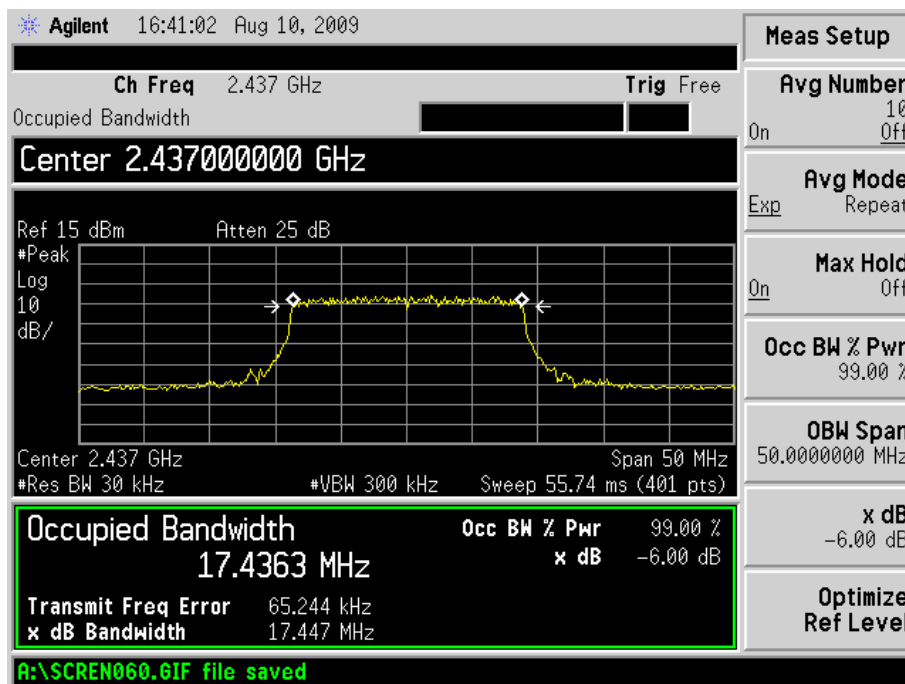 Agilent 16:41:02 Aug 10, 2009
Meas Setup
Ch Freq 2.437 GHz Trig Free
Occupied Bandwidth
Avg Number
10
On Off
Center 2.437000000 GHz
Avg Mode
Exp Repeat
Ref 15 dBm Atten 25 dB
#Peak
Log
10
dB/
Max Hold
On Off
Occ BW % Pwr
99.00 %
OBW Span
50.0000000 MHz
Center 2.437 GHz Span 50 MHz
#Res BW 30 kHz #VBW 300 kHz Sweep 55.74 ms (401 pts)
Occupied Bandwidth Occ BW % Pwr 99.00 %
17.4363 MHz x dB -6.00 dB
x dB
-6.00 dB
Transmit Freq Error 65.244 kHz
x dB Bandwidth 17.447 MHz
Optimize
Ref Level
A:\SCREN060.GIF file saved